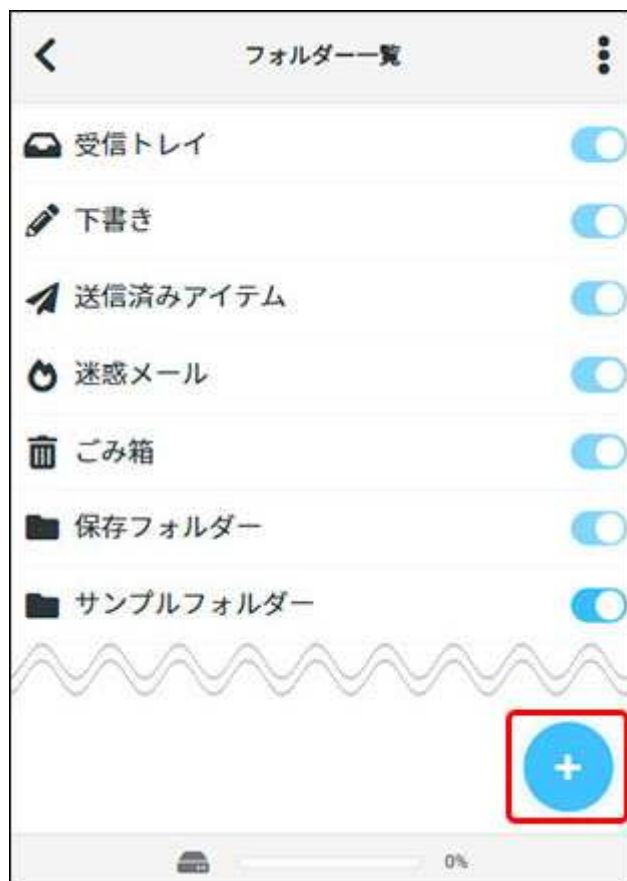 フォルダー一覧
受信トレイ
下書き
送信済みアイテム
迷惑メール
ごみ箱
保存フォルダー
サンプルフォルダー
+
0%